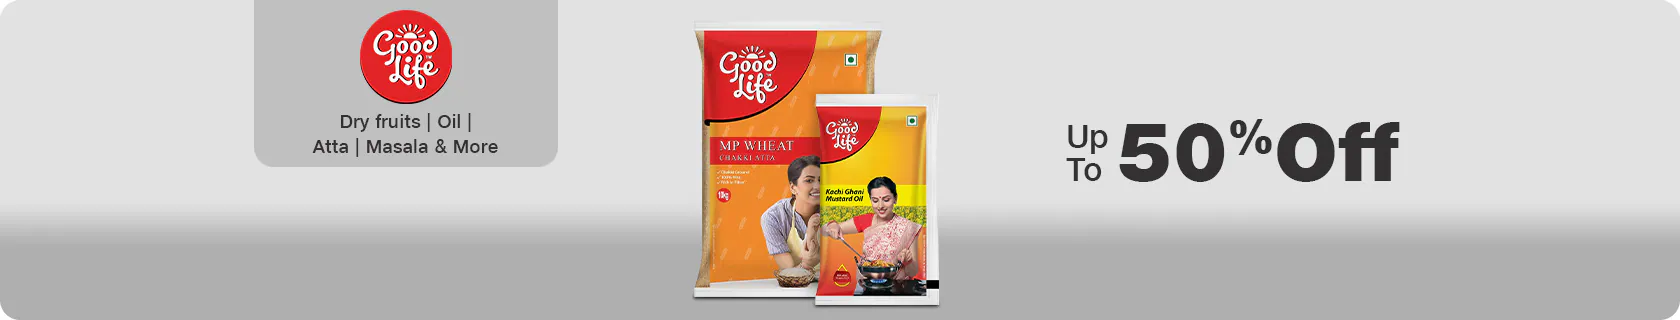 Good
Life
Dry fruits | Oil |
Atta | Masala & More
Good
Life
MP WHEAT
CHAKKI ATTA
10kg
Good
Life
Kachi Ghani
Mustard Oil
Up
To
50%Off